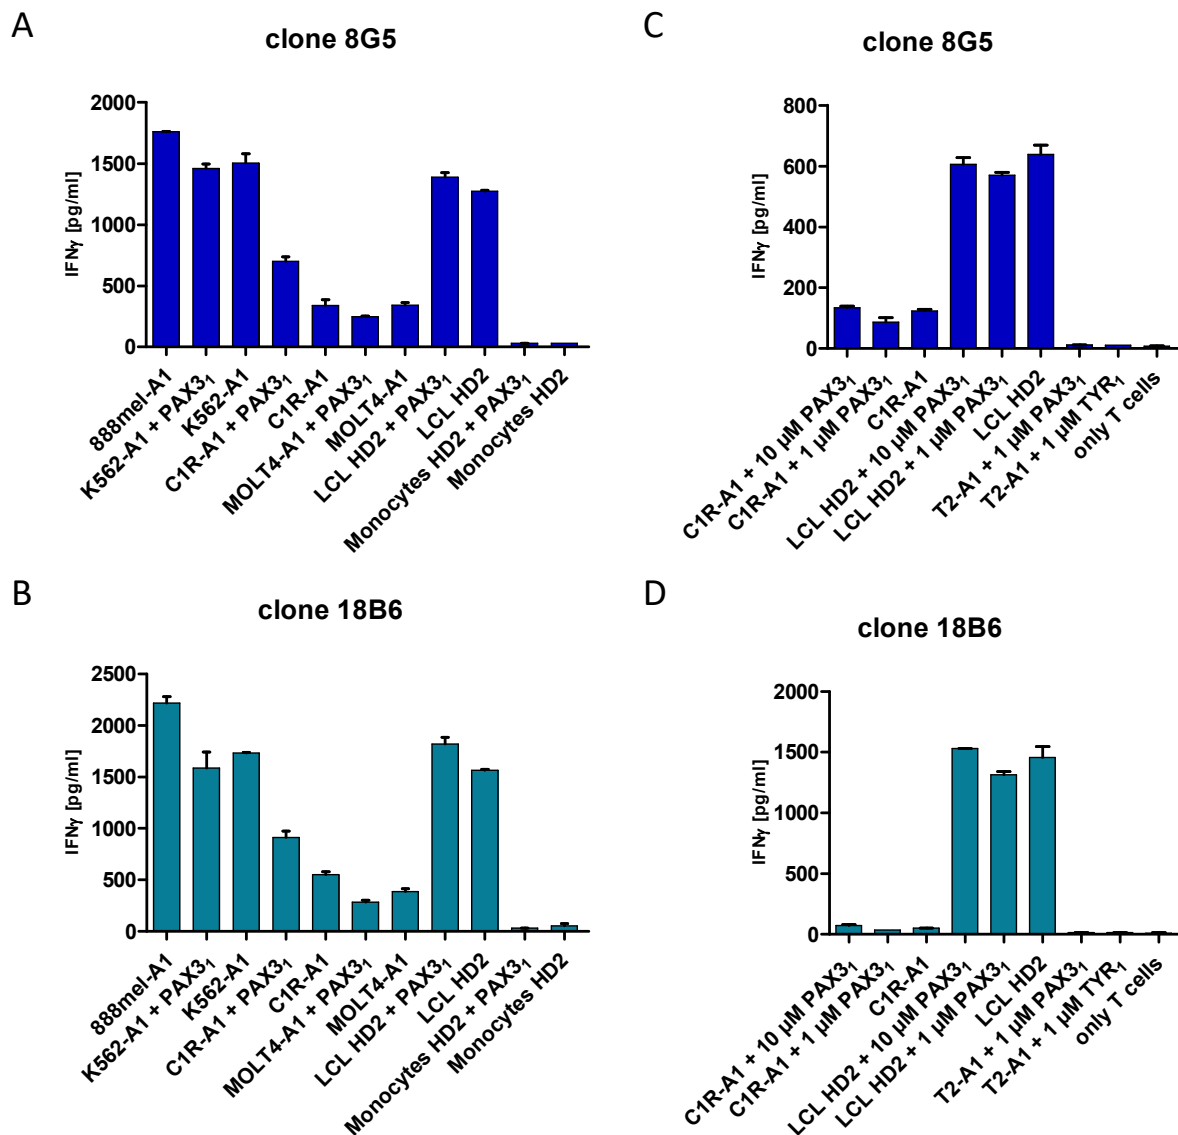 A
clone 8G5
IFNγ [pg/ml]
2000
1500
1000
500
0
888mel-A1
K562-A1 + PAX3₁
K562-A1
C1R-A1 + PAX3₁
C1R-A1
MOLT4-A1 + PAX3₁
MOLT4-A1
LCL HD2 + PAX3₁
LCL HD2
Monocytes HD2 + PAX3₁
Monocytes HD2
C
clone 8G5
IFNγ [pg/ml]
800
600
400
200
0
C1R-A1 + 10 µM PAX3₁
C1R-A1 + 1 µM PAX3₁
C1R-A1
LCL HD2 + 10 µM PAX3₁
LCL HD2 + 1 µM PAX3₁
LCL HD2
T2-A1 + 1 µM PAX3₁
T2-A1 + 1 µM TYR₁
only T cells
B
clone 18B6
IFNγ [pg/ml]
2500
2000
1500
1000
500
0
888mel-A1
K562-A1 + PAX3₁
K562-A1
C1R-A1 + PAX3₁
C1R-A1
MOLT4-A1 + PAX3₁
MOLT4-A1
LCL HD2 + PAX3₁
LCL HD2
Monocytes HD2 + PAX3₁
Monocytes HD2
D
clone 18B6
IFNγ [pg/ml]
2000
1500
1000
500
0
C1R-A1 + 10 µM PAX3₁
C1R-A1 + 1 µM PAX3₁
C1R-A1
LCL HD2 + 10 µM PAX3₁
LCL HD2 + 1 µM PAX3₁
LCL HD2
T2-A1 + 1 µM PAX3₁
T2-A1 + 1 µM TYR₁
only T cells